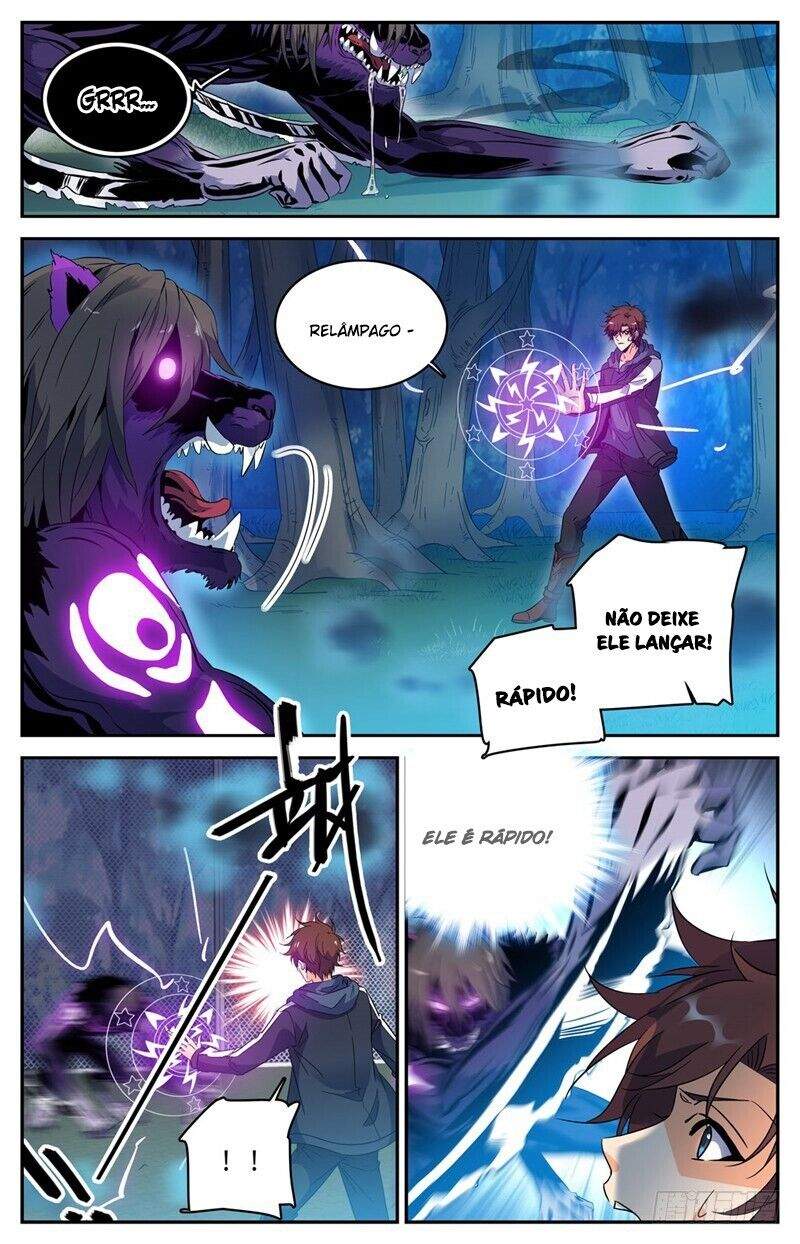 GRRR...
RELÂMPAGO -
NÃO DEIXE
ELE LANÇAR!
RÁPIDO!
ELE É RÁPIDO!
！！